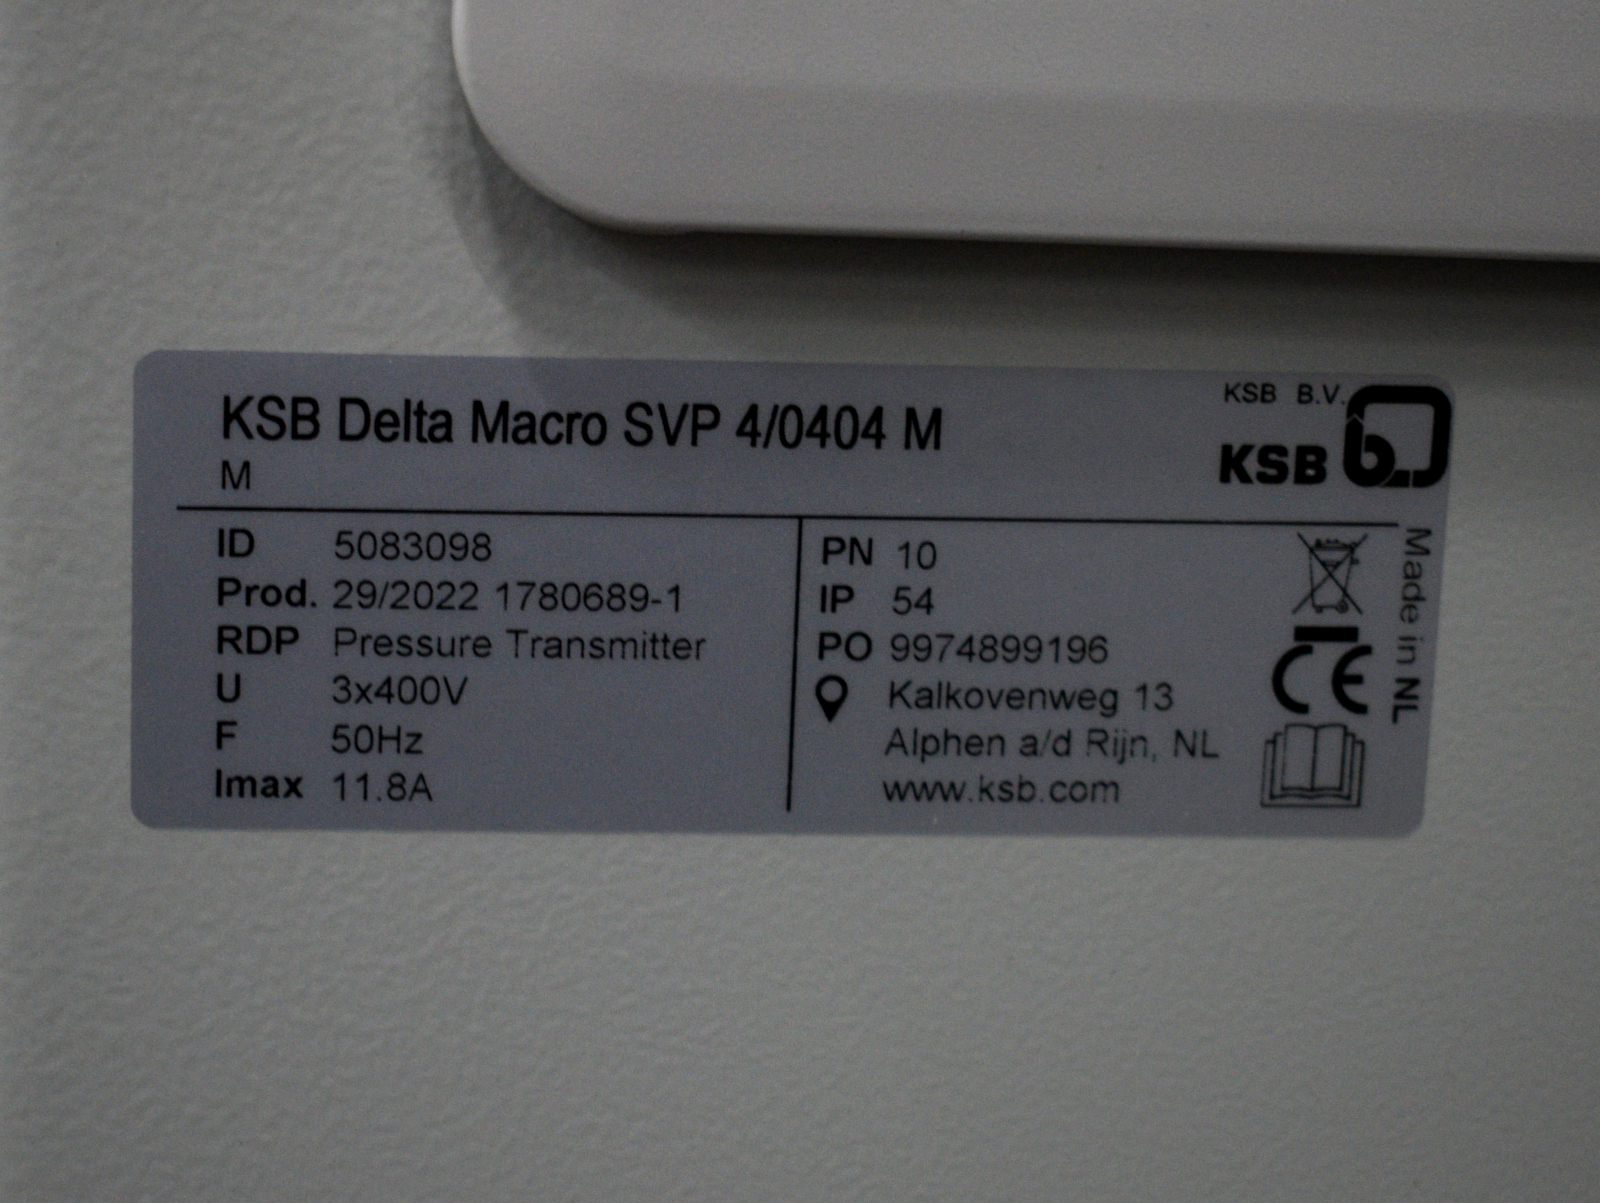 KSB Delta Macro SVP 4/0404 M
M
KSB B.V.
KSB
ID 5083098
Prod. 29/2022 1780689-1
RDP Pressure Transmitter
U 3x400V
F 50Hz
Imax 11.8A
PN 10
IP 54
PO 9974899196
Kalkovenweg 13
Alphen a/d Rijn, NL
www.ksb.com
CE
Made in NL